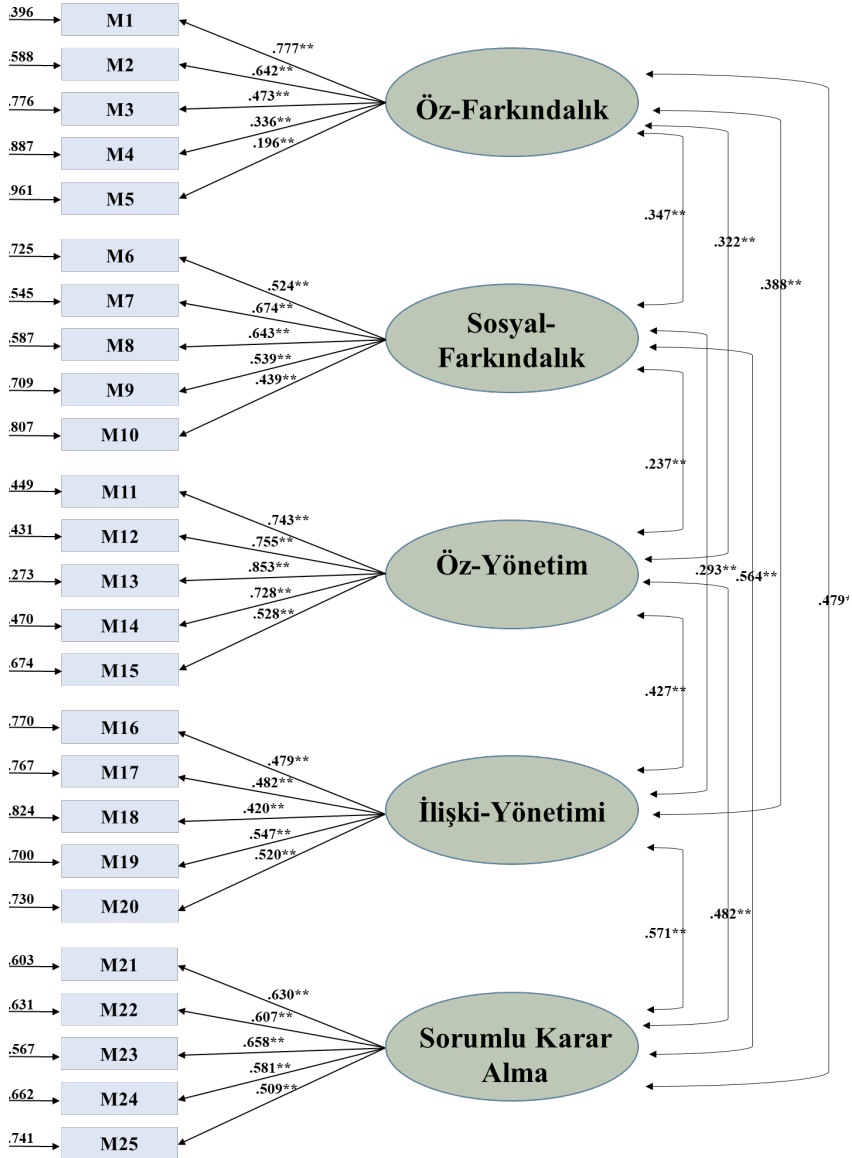 .396
M1
.777**
.588
M2
.642**
.776
M3
.473**
.887
M4
.336**
.961
M5
.196**
Öz-Farkındalık
.725
M6
.524**
.545
M7
.674**
.587
M8
.643**
.709
M9
.539**
.807
M10
.439**
Sosyal-
Farkındalık
.449
M11
.743**
.431
M12
.755**
.273
M13
.853**
.470
M14
.728**
.674
M15
.528**
Öz-Yönetim
.770
M16
.479**
.767
M17
.482**
.824
M18
.420**
.700
M19
.547**
.730
M20
.520**
İlişki-Yönetimi
.603
M21
.630**
.631
M22
.607**
.567
M23
.658**
.662
M24
.581**
.741
M25
.509**
Sorumlu Karar
Alma
.347**
.322**
.388**
.237**
.293**
.564**
.479*
.427**
.482**
.571**